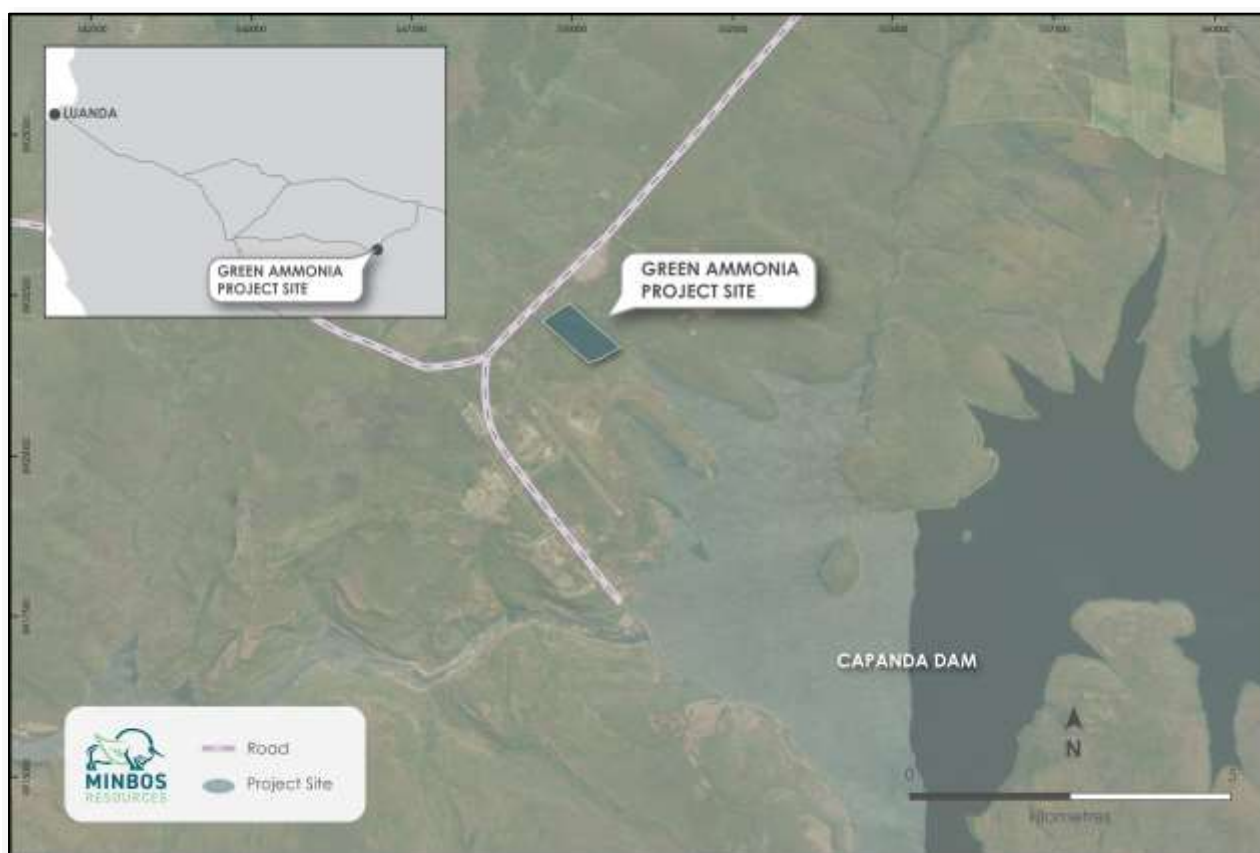 LUANDA
GREEN AMMONIA
PROJECT SITE
GREEN AMMONIA
PROJECT SITE
CAPANDA DAM
N
0
5
kilometres
MINBOS
RESOURCES
Road
Project Site